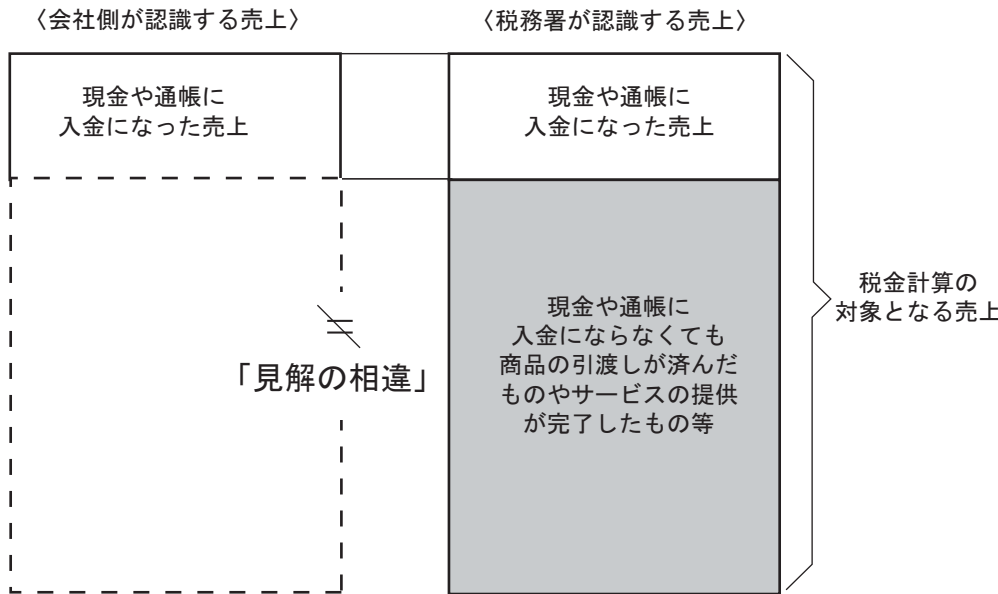 〈会社側が認識する売上〉
〈税務署が認識する売上〉
現金や通帳に
入金になった売上
現金や通帳に
入金になった売上
≠
「見解の相違」
現金や通帳に
入金にならなくても
商品の引渡しが済んだ
ものやサービスの提供
が完了したもの等
税金計算の
対象となる売上